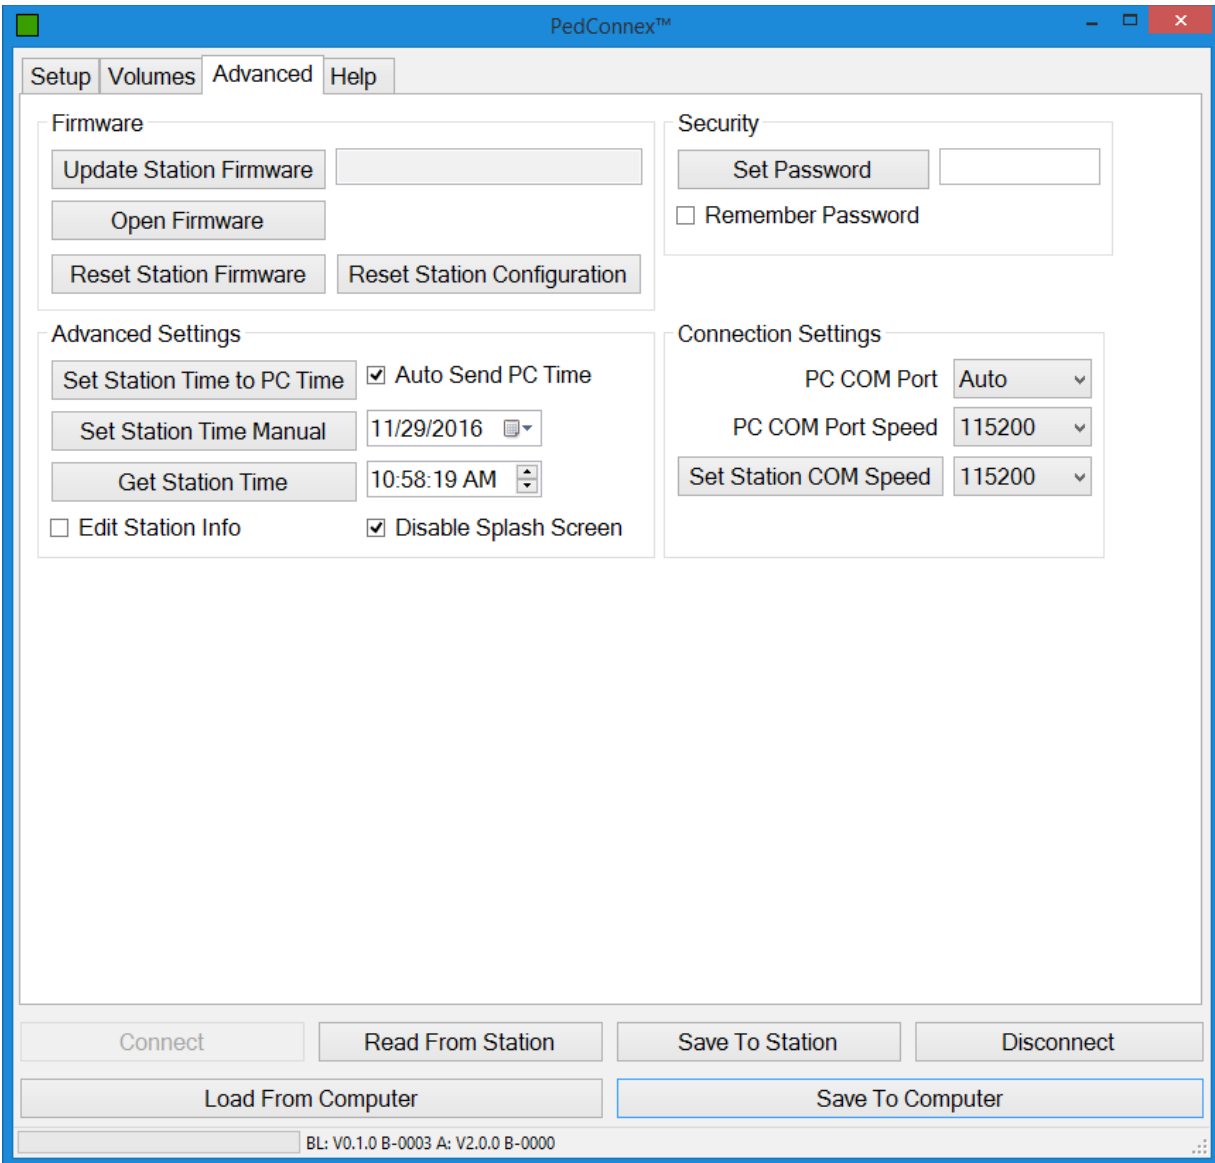 PedConnex™
Setup Volumes Advanced Help
Firmware
Update Station Firmware
Open Firmware
Reset Station Firmware Reset Station Configuration
Security
Set Password
Remember Password
Advanced Settings
Set Station Time to PC Time Auto Send PC Time
Set Station Time Manual 11/29/2016
Get Station Time 10:58:19 AM
Edit Station Info Disable Splash Screen
Connection Settings
PC COM Port Auto
PC COM Port Speed 115200
Set Station COM Speed 115200
Connect Read From Station Save To Station Disconnect
Load From Computer Save To Computer
BL: V0.1.0 B-0003 A: V2.0.0 B-0000